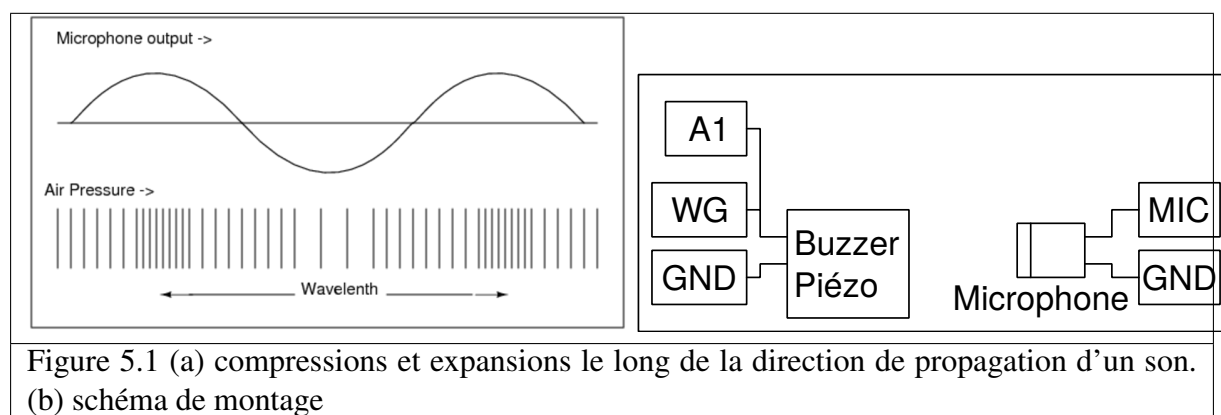 Microphone output ->
Air Pressure ->
Wavelenth
A1
WG
GND
Buzzer
Piézo
Microphone
MIC
GND
Figure 5.1 (a) compressions et expansions le long de la direction de propagation d'un son.
(b) schéma de montage